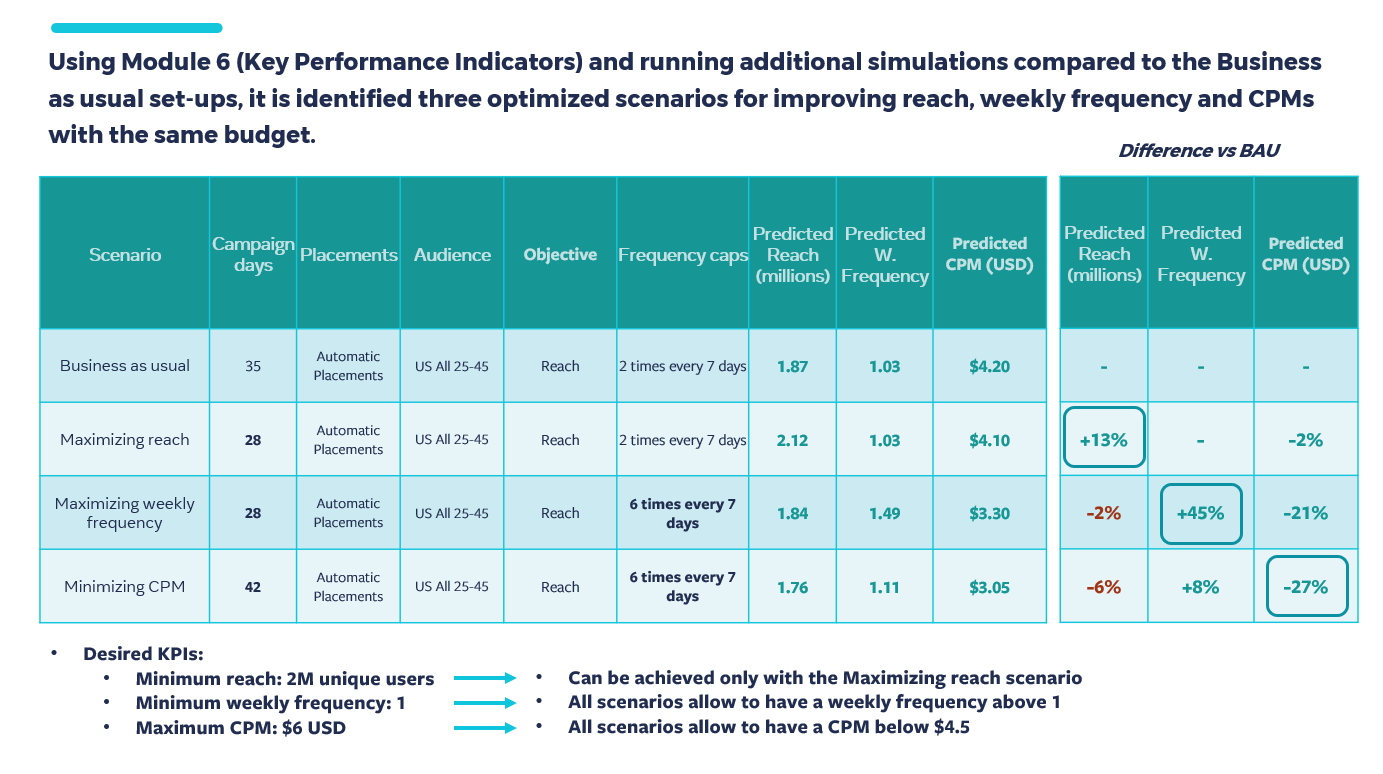 Using Module 6 (Key Performance Indicators) and running additional simulations compared to the Business
as usual set-ups, it is identified three optimized scenarios for improving reach, weekly frequency and CPMs
with the same budget.
Difference vs BAU
Scenario
Campaign
days
Placements
Audience
Objective
Frequency caps
Predicted
Reach
(millions)
Predicted
W.
Frequency
Predicted
CPM (USD)
Predicted
Reach
(millions)
Predicted
W.
Frequency
Predicted
CPM (USD)
Business as usual
35
Automatic
Placements
US All 25-45
Reach
2 times every 7 days
1.87
1.03
$4.20
-
-
-
Maximizing reach
28
Automatic
Placements
US All 25-45
Reach
2 times every 7 days
2.12
1.03
$4.10
+13%
-
-2%
Maximizing weekly
frequency
28
Automatic
Placements
US All 25-45
Reach
6 times every 7
days
1.84
1.49
$3.30
-2%
+45%
-21%
Minimizing CPM
42
Automatic
Placements
US All 25-45
Reach
6 times every 7
days
1.76
1.11
$3.05
-6%
+8%
-27%
• Desired KPIs:
• Minimum reach: 2M unique users
• Can be achieved only with the Maximizing reach scenario
• Minimum weekly frequency: 1
• All scenarios allow to have a weekly frequency above 1
• Maximum CPM: $6 USD
• All scenarios allow to have a CPM below $4.5